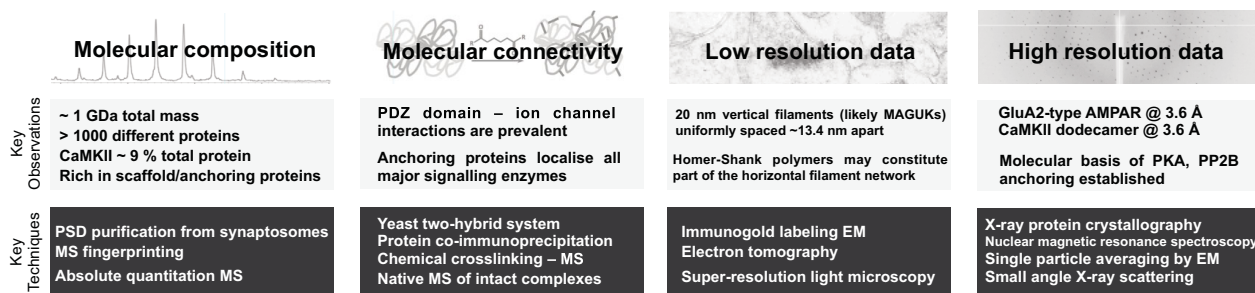 Molecular composition
Molecular connectivity
Low resolution data
High resolution data
Key
Observations
~ 1 GDa total mass
> 1000 different proteins
CaMKII ~ 9 % total protein
Rich in scaffold/anchoring proteins
PDZ domain – ion channel
interactions are prevalent
Anchoring proteins localise all
major signalling enzymes
20 nm vertical filaments (likely MAGUKs)
uniformly spaced ~13.4 nm apart
Homer-Shank polymers may constitute
part of the horizontal filament network
GluA2-type AMPAR @ 3.6 Å
CaMKII dodecamer @ 3.6 Å
Molecular basis of PKA, PP2B
anchoring established
Key
Techniques
PSD purification from synaptosomes
MS fingerprinting
Absolute quantitation MS
Yeast two-hybrid system
Protein co-immunoprecipitation
Chemical crosslinking – MS
Native MS of intact complexes
Immunogold labeling EM
Electron tomography
Super-resolution light microscopy
X-ray protein crystallography
Nuclear magnetic resonance spectroscopy
Single particle averaging by EM
Small angle X-ray scattering